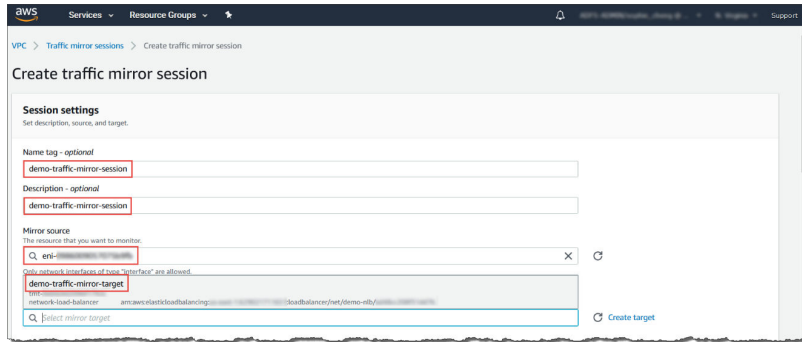 aws
Services
Resource Groups
Support
VPC > Traffic mirror sessions > Create traffic mirror session
Create traffic mirror session
Session settings
Set description, source, and target.
Name tag - optional
demo-traffic-mirror-session
Description - optional
demo-traffic-mirror-session
Mirror source
The resource that you want to monitor.
eni-
Only network interfaces of type "interface" are allowed.
demo-traffic-mirror-target
network-load-balancer arn:aws:elasticloadbalancing: loadbalancer/net/demo-nlb/
Select mirror target
Create target